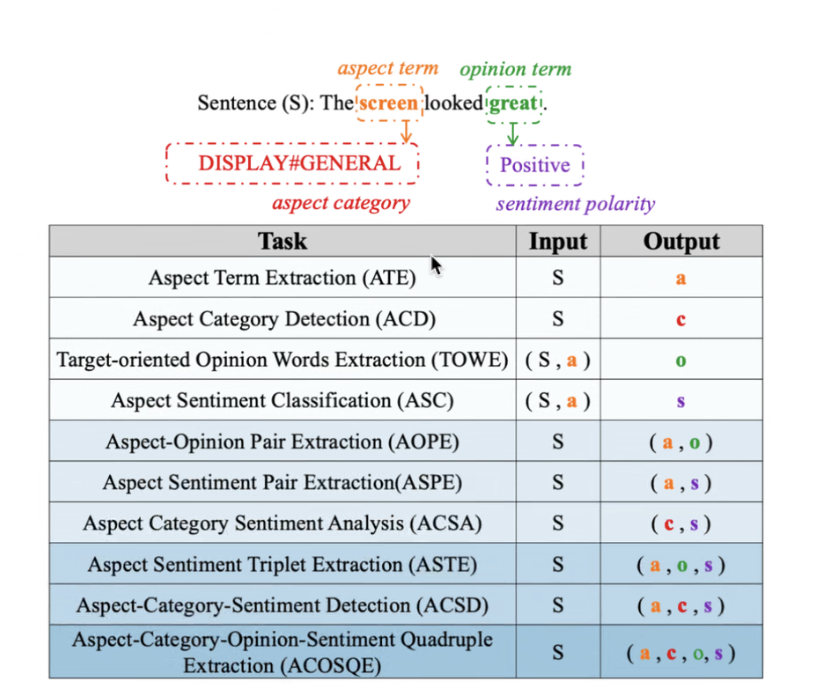 aspect term opinion term
Sentence (S): The screen looked great.
DISPLAY#GENERAL Positive
aspect category sentiment polarity
Task Input Output
Aspect Term Extraction (ATE) S a
Aspect Category Detection (ACD) S c
Target-oriented Opinion Words Extraction (TOWE) ( S , a ) o
Aspect Sentiment Classification (ASC) ( S , a ) s
Aspect-Opinion Pair Extraction (AOPE) S ( a , o )
Aspect Sentiment Pair Extraction(ASPE) S ( a , s )
Aspect Category Sentiment Analysis (ACSA) S ( c , s )
Aspect Sentiment Triplet Extraction (ASTE) S ( a , o , s )
Aspect-Category-Sentiment Detection (ACSD) S ( a , c , s )
Aspect-Category-Opinion-Sentiment Quadruple
Extraction (ACOSQE) S ( a , c , o, s )